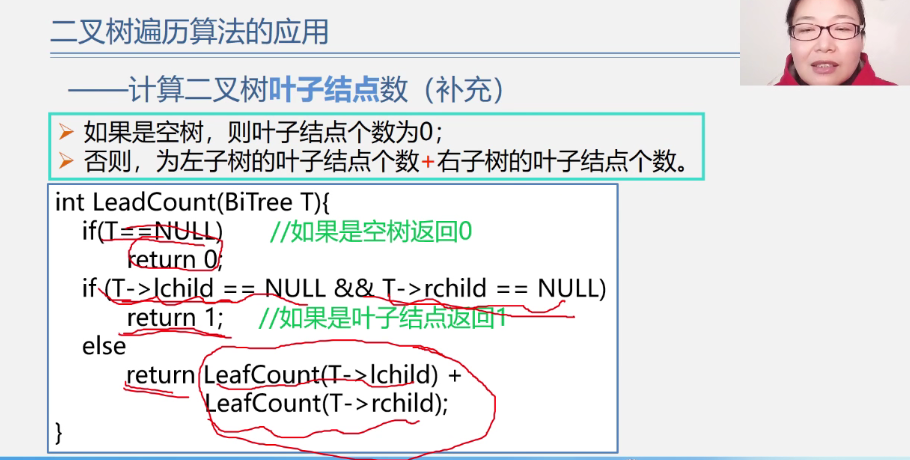 二叉树遍历算法的应用
——计算二叉树叶子结点数（补充）
➢ 如果是空树，则叶子结点个数为0；
➢ 否则，为左子树的叶子结点个数+右子树的叶子结点个数。
int LeadCount(BiTree T){
if(T==NULL) //如果是空树返回0
return 0;
if (T->lchild == NULL && T->rchild == NULL)
return 1; //如果是叶子结点返回1
else
return LeafCount(T->lchild) +
LeafCount(T->rchild);
}